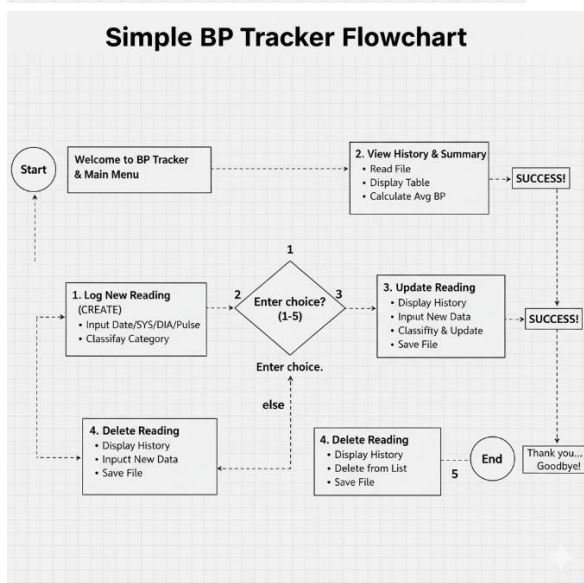 Simple BP Tracker Flowchart
Start
Welcome to BP Tracker
& Main Menu
2. View History & Summary
• Read File
• Display Table
• Calculate Avg BP
SUCCESS!
1
1. Log New Reading
(CREATE)
• Input Date/SYS/DIA/Pulse
• Classifay Category
2
Enter choice?
(1-5)
3
3. Update Reading
• Display History
• Inpuut New Data
• Classifity & Update
• Save File
SUCCESS!
Enter choice.
else
4. Delete Reading
• Display History
• Inpuct New Data
• Save File
4. Delete Reading
• Display History
• Delete from List
• Save File
5
End
Thank you...
Goodbye!